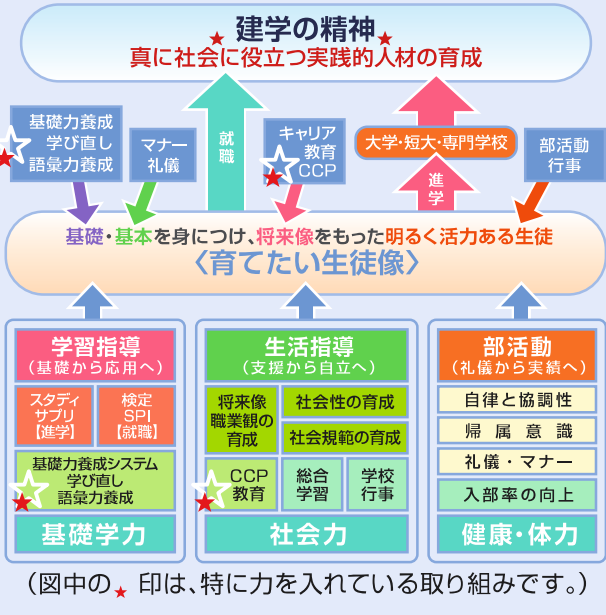 建学の精神
真に社会に役立つ実践的人材の育成
基礎力養成
学び直し
語彙力養成
マナー
礼儀
就職
キャリア
教育
CCP
大学・短大・専門学校
進学
部活動
行事
基礎・基本を身につけ、将来像をもった明るく活力ある生徒
〈育てたい生徒像〉
学習指導
(基礎から応用へ)
スタディ
サプリ
【進学】
検定
SPI
【就職】
基礎力養成システム
学び直し
語彙力養成
基礎学力
生活指導
(支援から自立へ)
将来像
職業観の
育成
社会性の育成
社会規範の育成
CCP
教育
総合
学習
学校
行事
社会力
部活動
(礼儀から実績へ)
自律と協調性
帰属意識
礼儀・マナー
入部率の向上
健康・体力
(図中の★印は、特に力を入れている取り組みです。)